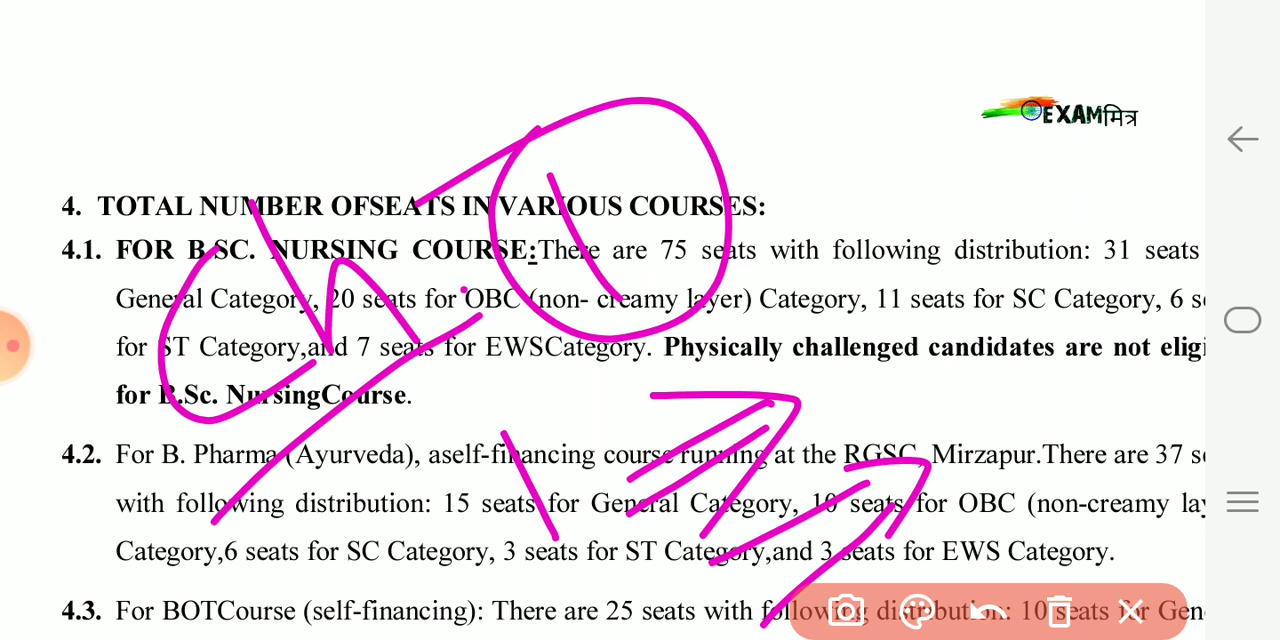 EXAMमित्र
4. TOTAL NUMBER OFSEATS IN VARIOUS COURSES:
4.1. FOR B.SC. NURSING COURSE:There are 75 seats with following distribution: 31 seats
General Category, 20 seats for OBC (non- creamy layer) Category, 11 seats for SC Category, 6
for ST Category,and 7 seats for EWSCategory. Physically challenged candidates are not
for B.Sc. NursingCourse.
4.2. For B. Pharma (Ayurveda), aself-financing course running at the RGSC, Mirzapur.There are 37
with following distribution: 15 seats for General Category, 10 seats for OBC (non-creamy
Category,6 seats for SC Category, 3 seats for ST Category,and 3 seats for EWS Category.
4.3. For BOTCourse (self-financing): There are 25 seats with following distribution: 10 seats for